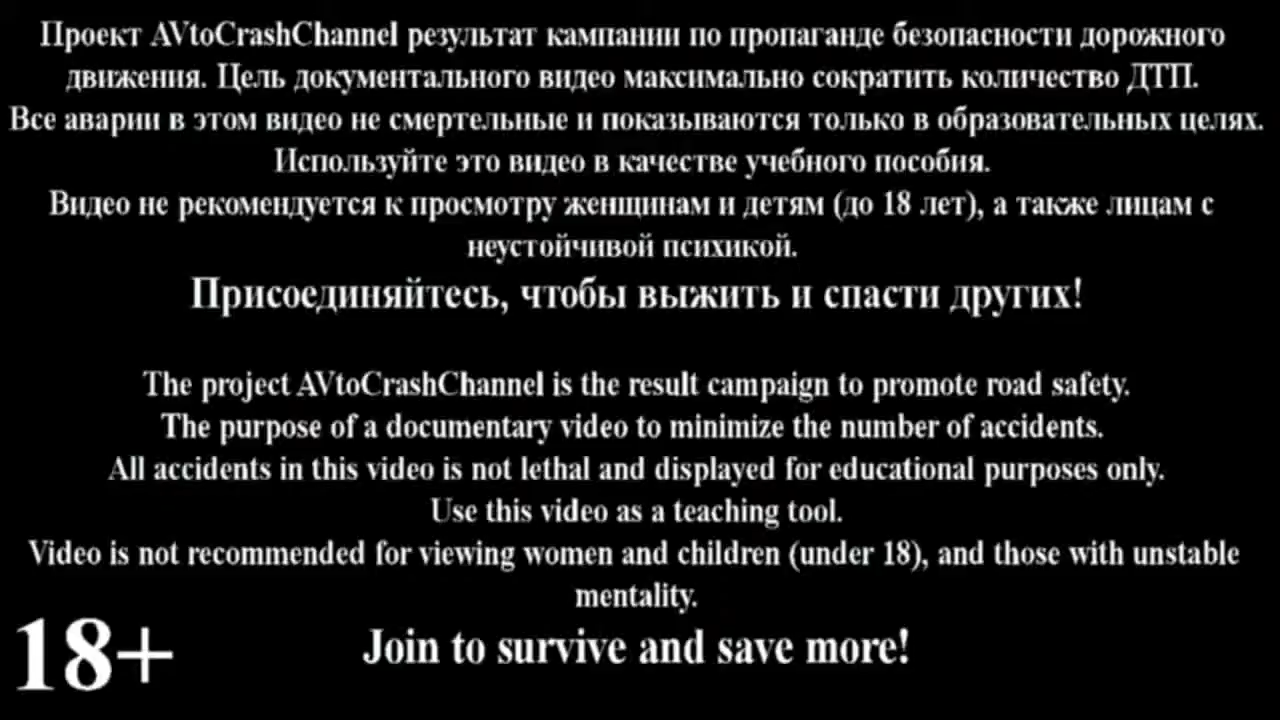 Проект AVtoCrashChannel результат кампании по пропаганде безопасности дорожного
движения. Цель документального видео максимально сократить количество ДТП.
Все аварии в этом видео не смертельные и показываются только в образовательных целях.
Используйте это видео в качестве учебного пособия.
Видео не рекомендуется к просмотру женщинам и детям (до 18 лет), а также лицам с
неустойчивой психикой.
Присоединяйтесь, чтобы выжить и спасти других!
The project AVtoCrashChannel is the result campaign to promote road safety.
The purpose of a documentary video to minimize the number of accidents.
All accidents in this video is not lethal and displayed for educational purposes only.
Use this video as a teaching tool.
Video is not recommended for viewing women and children (under 18), and those with unstable
mentality.
Join to survive and save more!
18+